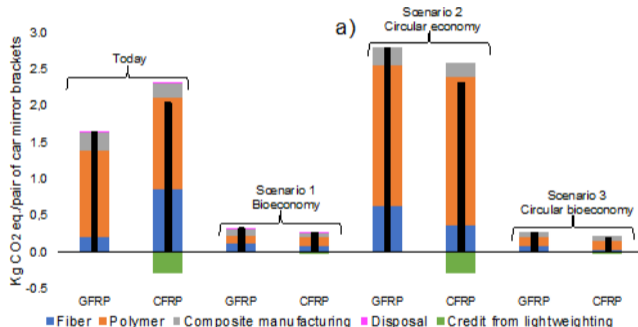 a)
Scenario 2
Circular economy
Today
Scenario 1
Bioeconomy
Scenario 3
Circular bioeconomy
Kg CO2 eq./pair of car mirror brackets
3.0
2.5
2.0
1.5
1.0
0.5
0.0
-0.5
GFRP CFRP GFRP CFRP GFRP CFRP GFRP CFRP
Fiber Polymer Composite manufacturing Disposal Credit from lightweighting